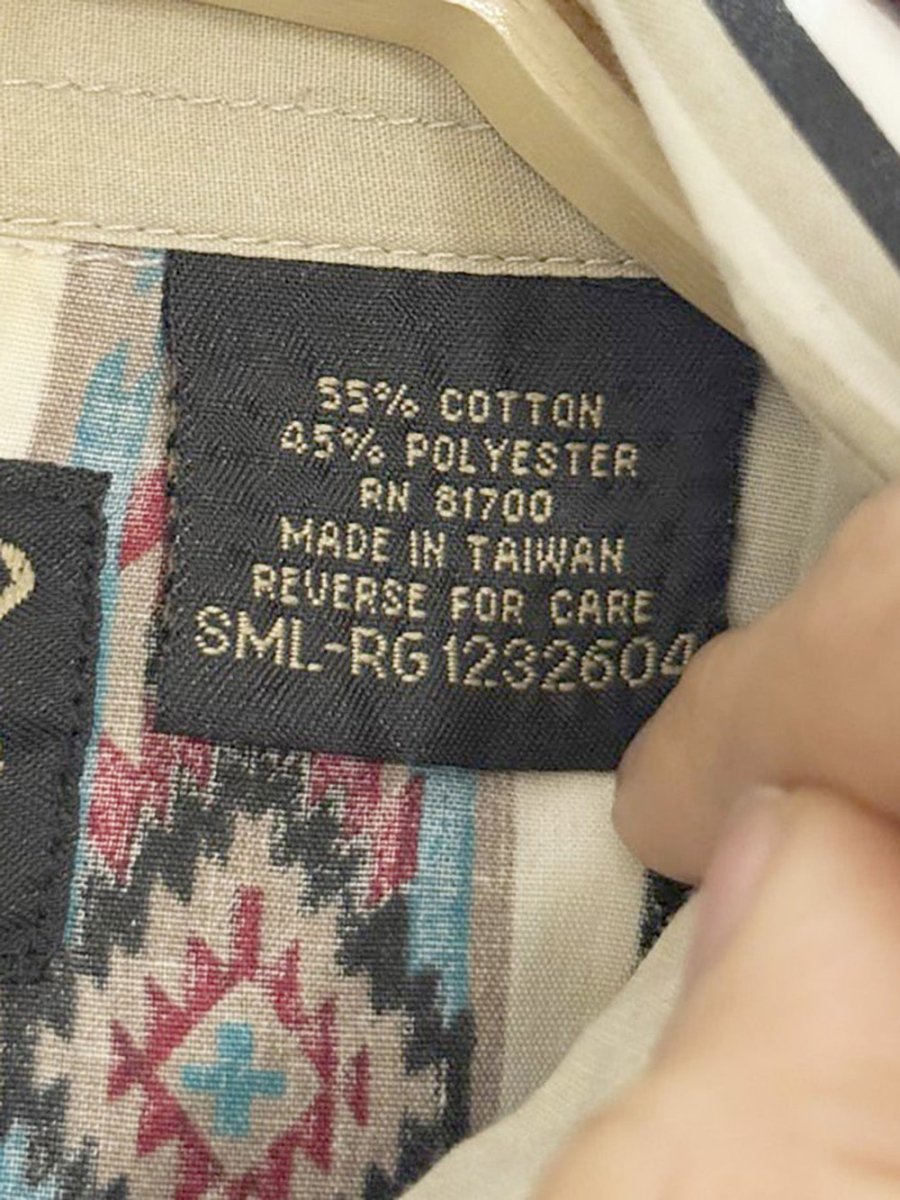 55% COTTON
45% POLYESTER
RN 81700
MADE IN TAIWAN
REVERSE FOR CARE
SML-RG 1232604